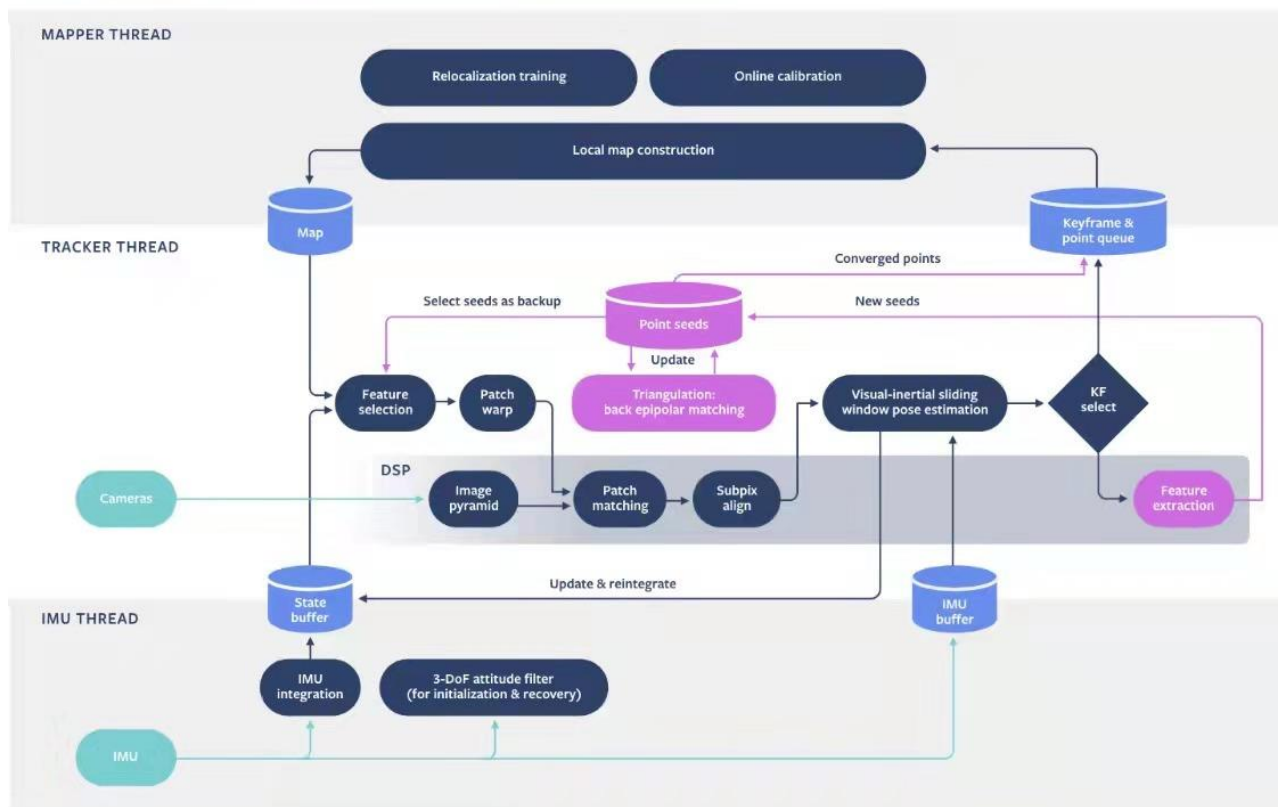 MAPPER THREAD
Relocalization training
Online calibration
Local map construction
Map
Keyframe &
point queue
TRACKER THREAD
Converged points
Select seeds as backup
New seeds
Point seeds
Update
Feature
selection
Patch
warp
Triangulation:
back epipolar matching
Visual-inertial sliding
window pose estimation
KF
select
DSP
Cameras
Image
pyramid
Patch
matching
Subpix
align
Feature
extraction
Update & reintegrate
State
buffer
IMU
buffer
IMU THREAD
IMU
integration
3-DoF attitude filter
(for initialization & recovery)
IMU